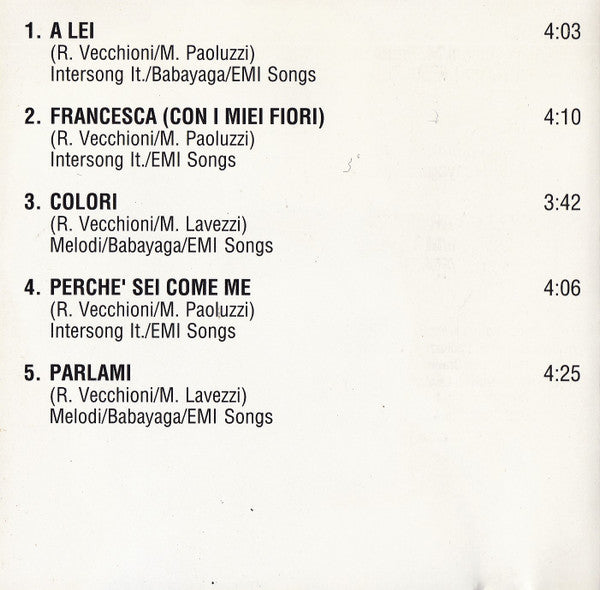 1. A LEI 4:03
(R. Vecchioni/M. Paoluzzi)
Intersong It./Babayaga/EMI Songs
2. FRANCESCA (CON I MIEI FIORI) 4:10
(R. Vecchioni/M. Paoluzzi)
Intersong It./EMI Songs
3. COLORI 3:42
(R. Vecchioni/M. Lavezzi)
Melodi/Babayaga/EMI Songs
4. PERCHE' SEI COME ME 4:06
(R. Vecchioni/M. Paoluzzi)
Intersong It./EMI Songs
5. PARLAMI 4:25
(R. Vecchioni/M. Lavezzi)
Melodi/Babayaga/EMI Songs